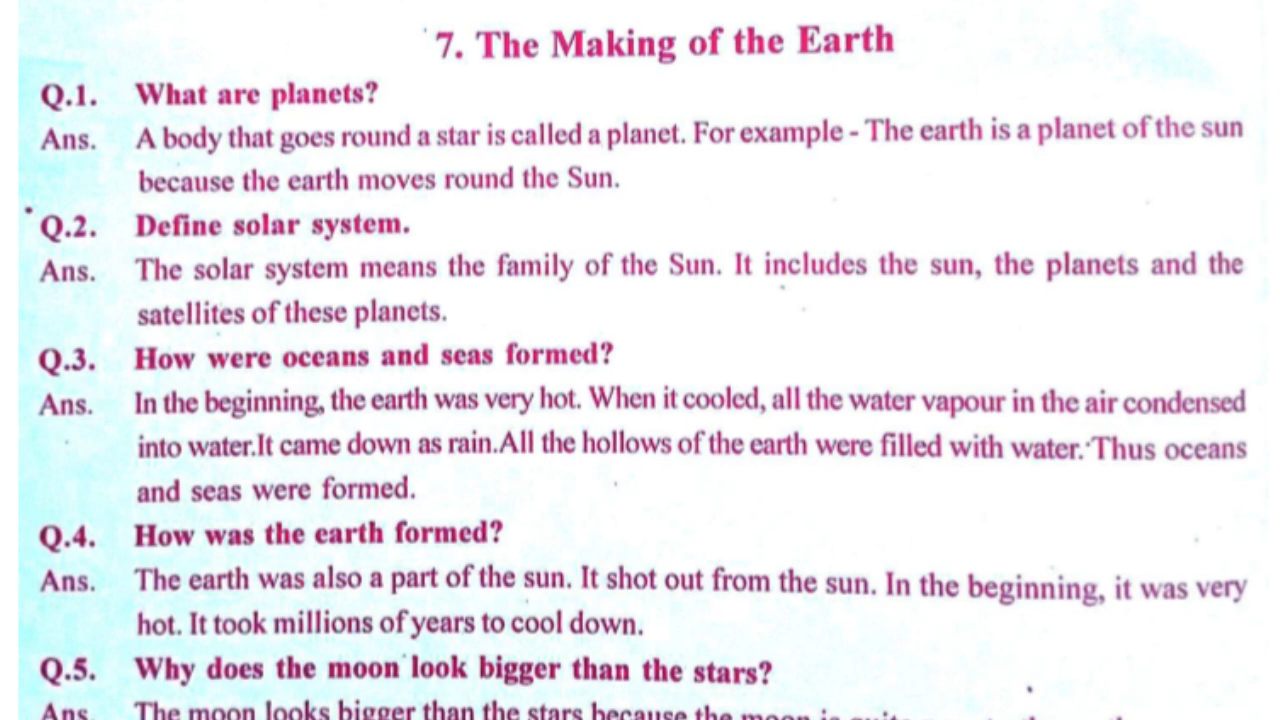 7. The Making of the Earth
Q.1. What are planets?
Ans. A body that goes round a star is called a planet. For example - The earth is a planet of the sun
because the earth moves round the Sun.
Q.2. Define solar system.
Ans. The solar system means the family of the Sun. It includes the sun, the planets and the
satellites of these planets.
Q.3. How were oceans and seas formed?
Ans. In the beginning, the earth was very hot. When it cooled, all the water vapour in the air condensed
into water.It came down as rain.All the hollows of the earth were filled with water. Thus oceans
and seas were formed.
Q.4. How was the earth formed?
Ans. The earth was also a part of the sun. It shot out from the sun. In the beginning, it was very
hot. It took millions of years to cool down.
Q.5. Why does the moon look bigger than the stars?
Ans. The moon looks bigger than the stars because the moon is quite